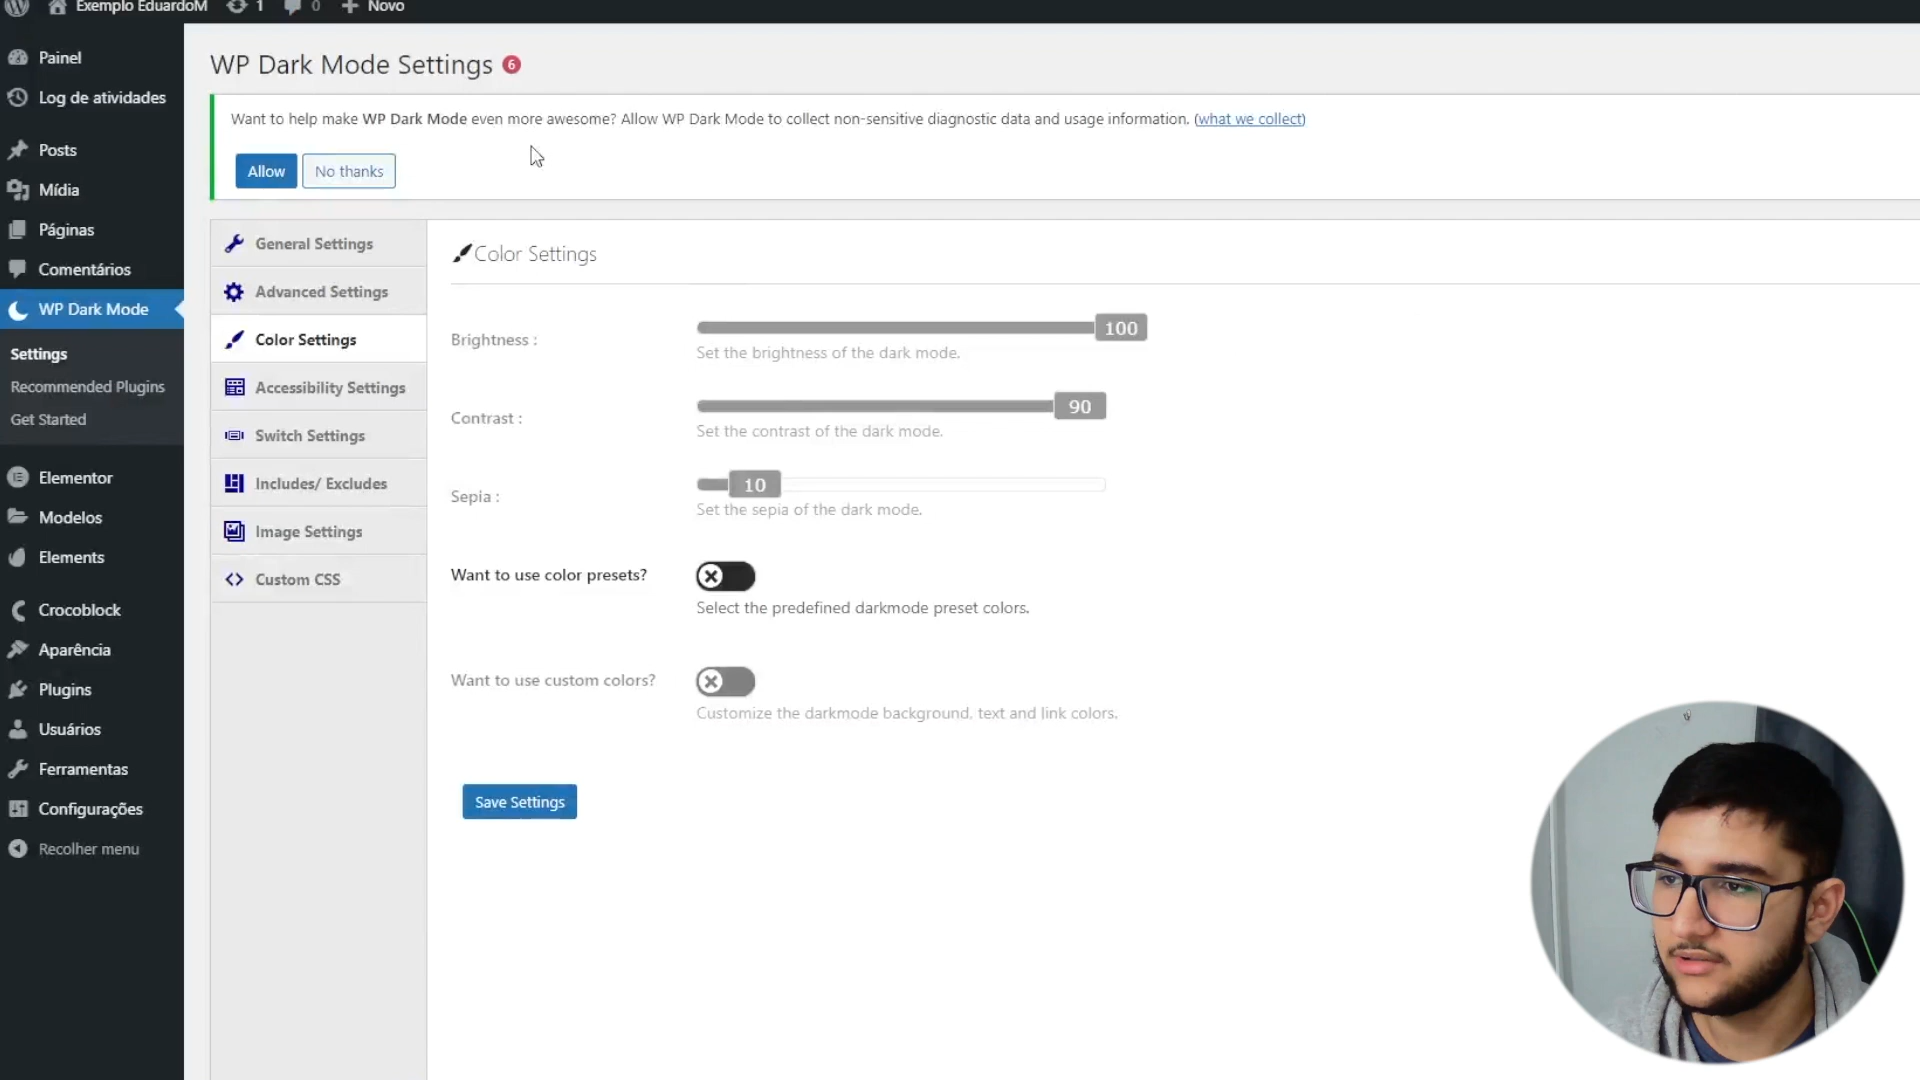 Exemplo EduardoM 1 0 Novo
Painel
Log de atividades
Posts
Mídia
Páginas
Comentários
WP Dark Mode
Settings
Recommended Plugins
Get Started
Elementor
Modelos
Elements
Crocoblock
Aparência
Plugins
Usuários
Ferramentas
Configurações
Recolher menu
WP Dark Mode Settings 6
Want to help make WP Dark Mode even more awesome? Allow WP Dark Mode to collect non-sensitive diagnostic data and usage information. (what we collect)
Allow No thanks
General Settings
Advanced Settings
Color Settings
Accessibility Settings
Switch Settings
Includes/ Excludes
Image Settings
Custom CSS
Color Settings
Brightness : 100
Set the brightness of the dark mode.
Contrast : 90
Set the contrast of the dark mode.
Sepia : 10
Set the sepia of the dark mode.
Want to use color presets?
Select the predefined darkmode preset colors.
Want to use custom colors?
Customize the darkmode background, text and link colors.
Save Settings